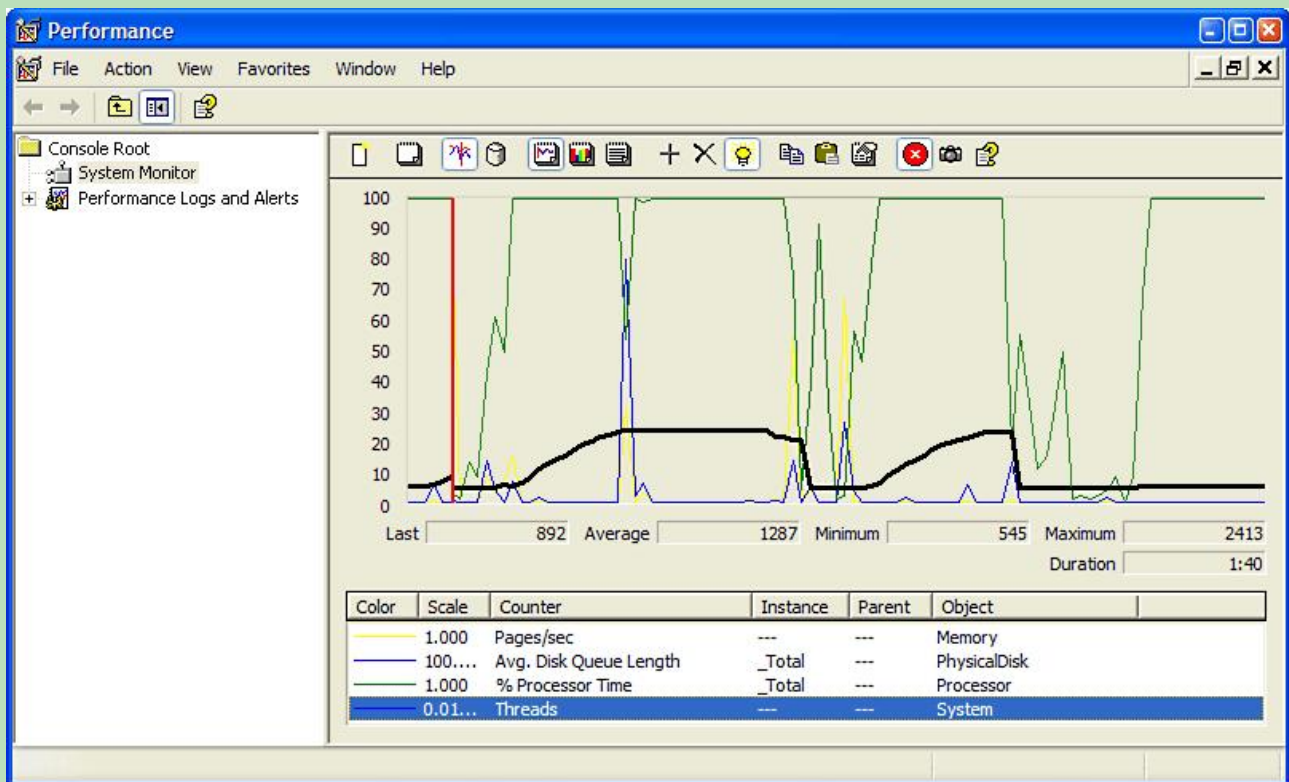 Performance
File Action View Favorites Window Help
Console Root
System Monitor
Performance Logs and Alerts
100
90
80
70
60
50
40
30
20
10
0
Last 892 Average 1287 Minimum 545 Maximum 2413
Duration 1:40
Color Scale Counter Instance Parent Object
1.000 Pages/sec --- --- Memory
100.... Avg. Disk Queue Length _Total --- PhysicalDisk
1.000 % Processor Time _Total --- Processor
0.01... Threads --- --- System